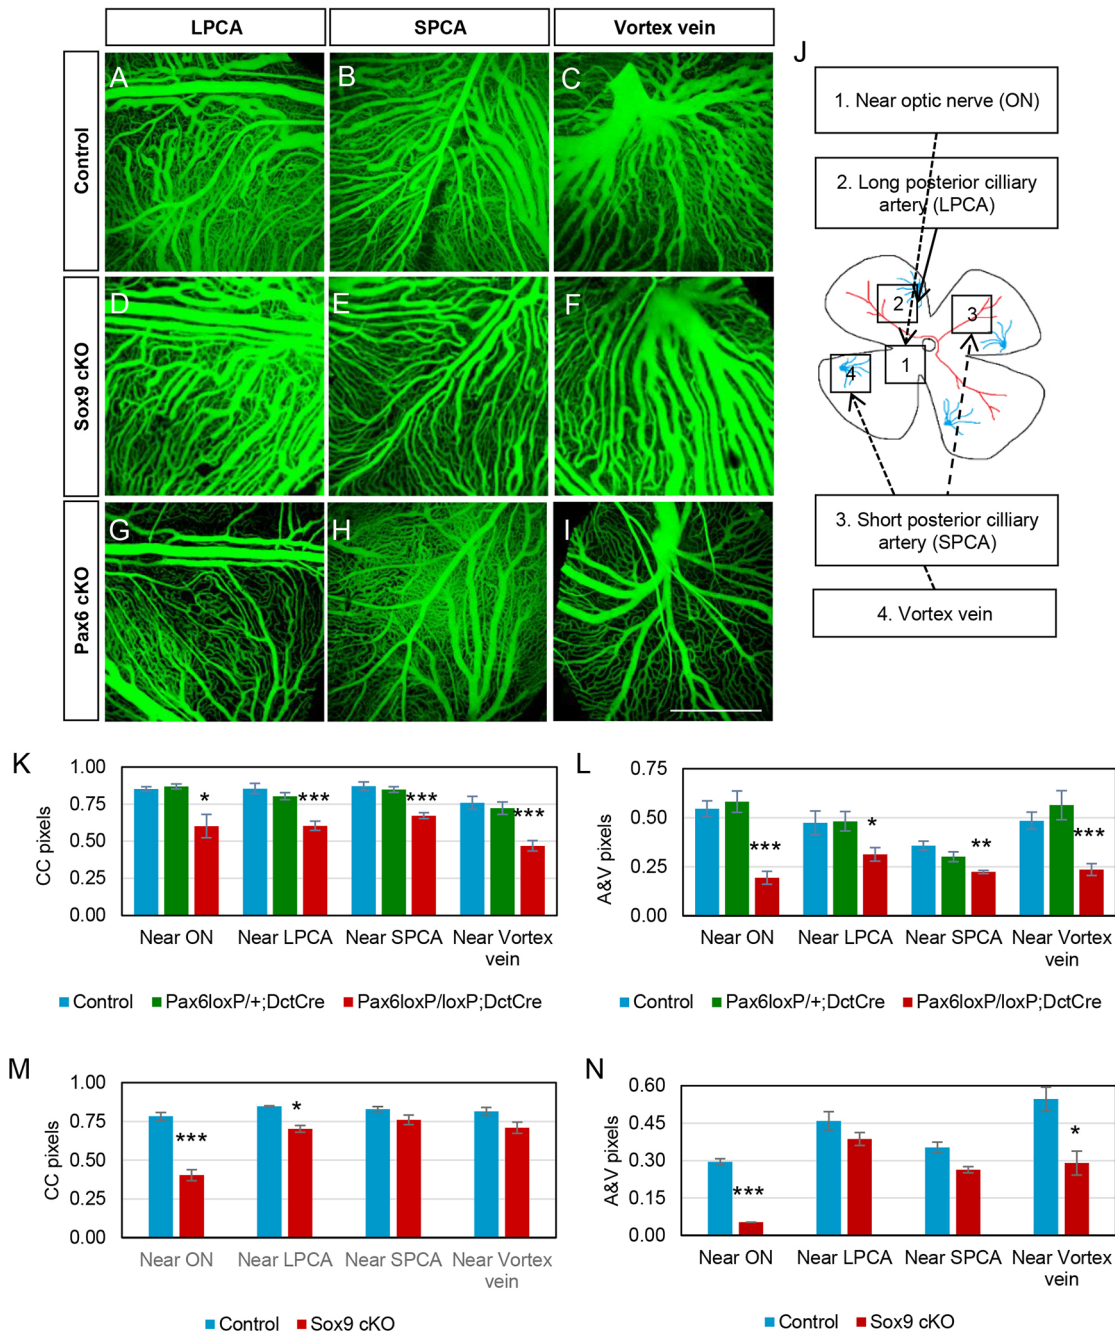 LPCA
SPCA
Vortex vein
Control
A
B
C
Sox9 cKO
D
E
F
Pax6 cKO
G
H
I
J
1. Near optic nerve (ON)
2. Long posterior cilliary
artery (LPCA)
2
3
1
4
3. Short posterior cilliary
artery (SPCA)
4. Vortex vein
K
CC pixels
1.00
0.75
0.50
0.25
0.00
*
***
***
***
Near ON
Near LPCA
Near SPCA
Near Vortex
vein
Control
Pax6loxP/+;DctCre
Pax6loxP/loxP;DctCre
L
A&V pixels
0.75
0.50
0.25
0.00
***
*
**
***
Near ON
Near LPCA
Near SPCA
Near Vortex
vein
Control
Pax6loxP/+;DctCre
Pax6loxP/loxP;DctCre
M
CC pixels
1.00
0.75
0.50
0.25
0.00
***
*
Near ON
Near LPCA
Near SPCA
Near Vortex
vein
Control
Sox9 cKO
N
A&V pixels
0.60
0.45
0.30
0.15
0.00
***
*
Near ON
Near LPCA
Near SPCA
Near Vortex
vein
Control
Sox9 cKO